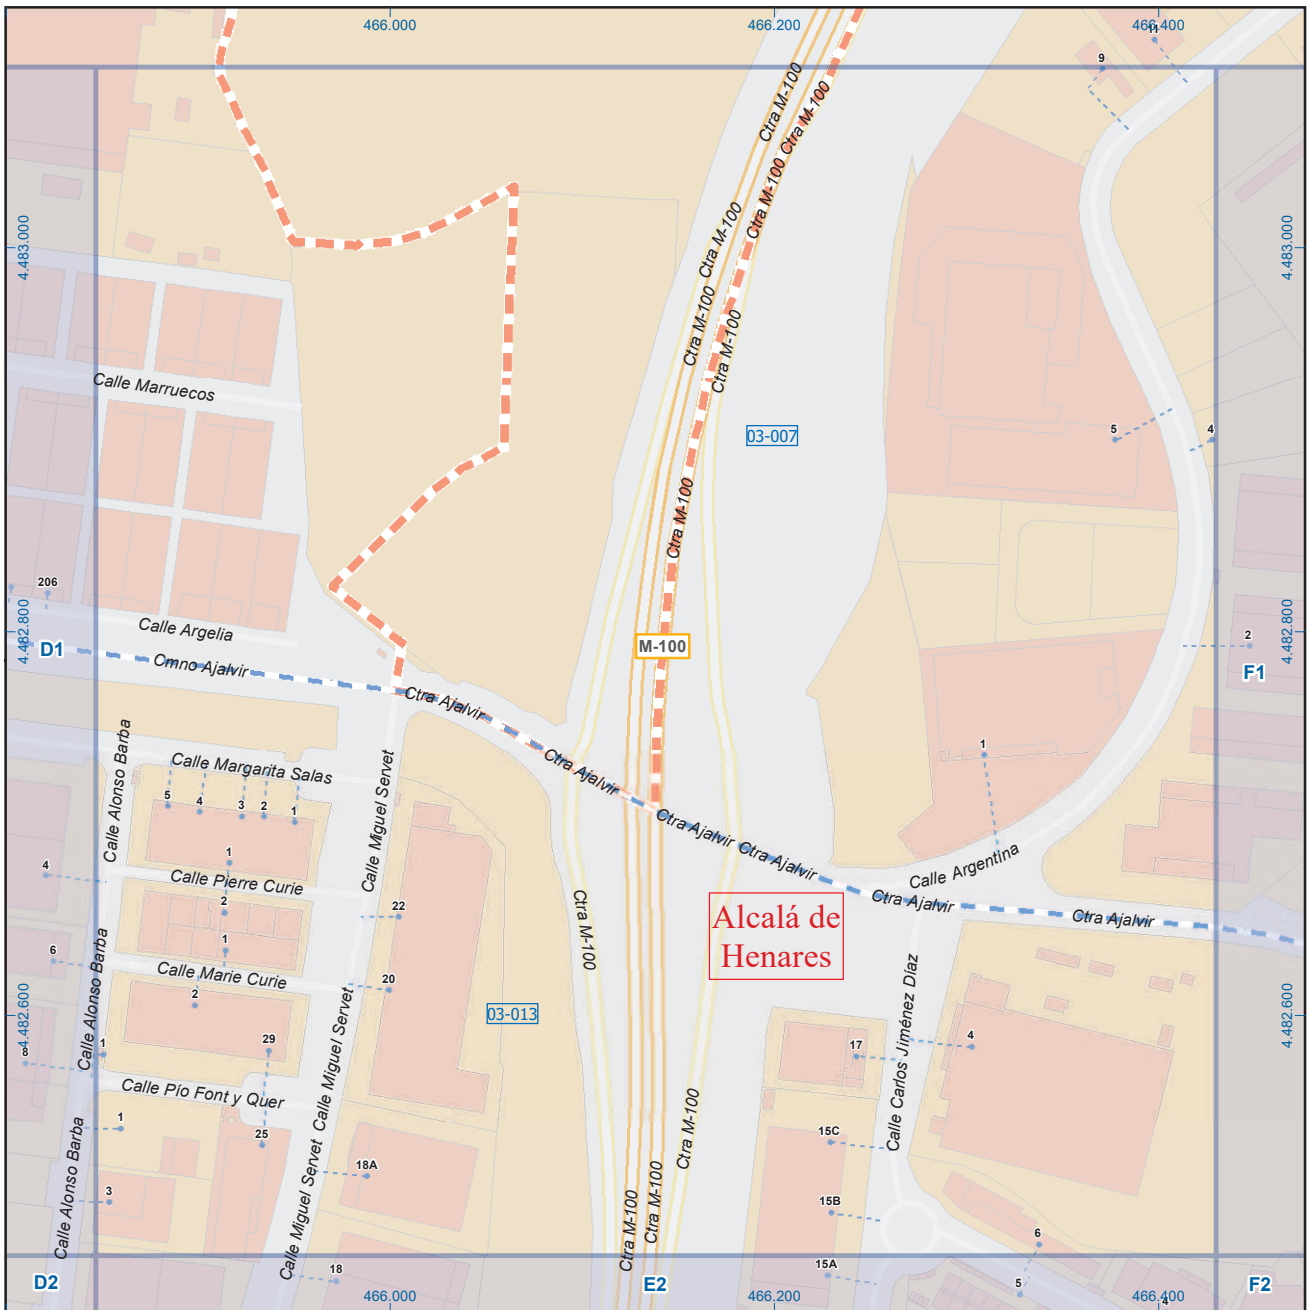 466.000
466.200
466.400
11
9
Ctra M-100
Ctra M-100
Ctra M-100
Ctra M-100
4.483.000
4.483.000
Ctra M-100
Ctra M-100
Calle Marruecos
03-007
5
4
Ctra M-100
206
4.482.800
4.482.800
Calle Argelia
2
D1
M-100
Cmno Ajalvir
F1
Ctra Ajalvir
Calle Alonso Barba
Calle Margarita Salas
Calle Miguel Servet
Ctra Ajalvir
1
5
4
3
2
1
Ctra Ajalvir
Ctra Ajalvir
1
4
Calle Pierre Curie
Calle Argentina
Ctra Ajalvir
Ctra Ajalvir
2
22
Alcalá de
Henares
Ctra M-100
1
6
Calle Alonso Barba
Calle Marie Curie
20
Calle Miguel Servet
2
03-013
Calle Carlos Jiménez Díaz
4.482.600
4.482.600
29
17
4
8
1
Calle Pío Font y Quer
1
25
15C
Ctra M-100
Calle Alonso Barba
Calle Miguel Servet
18A
3
15B
Ctra M-100
Ctra M-100
6
D2
18
E2
15A
5
F2
466.000
466.200
466.400
4